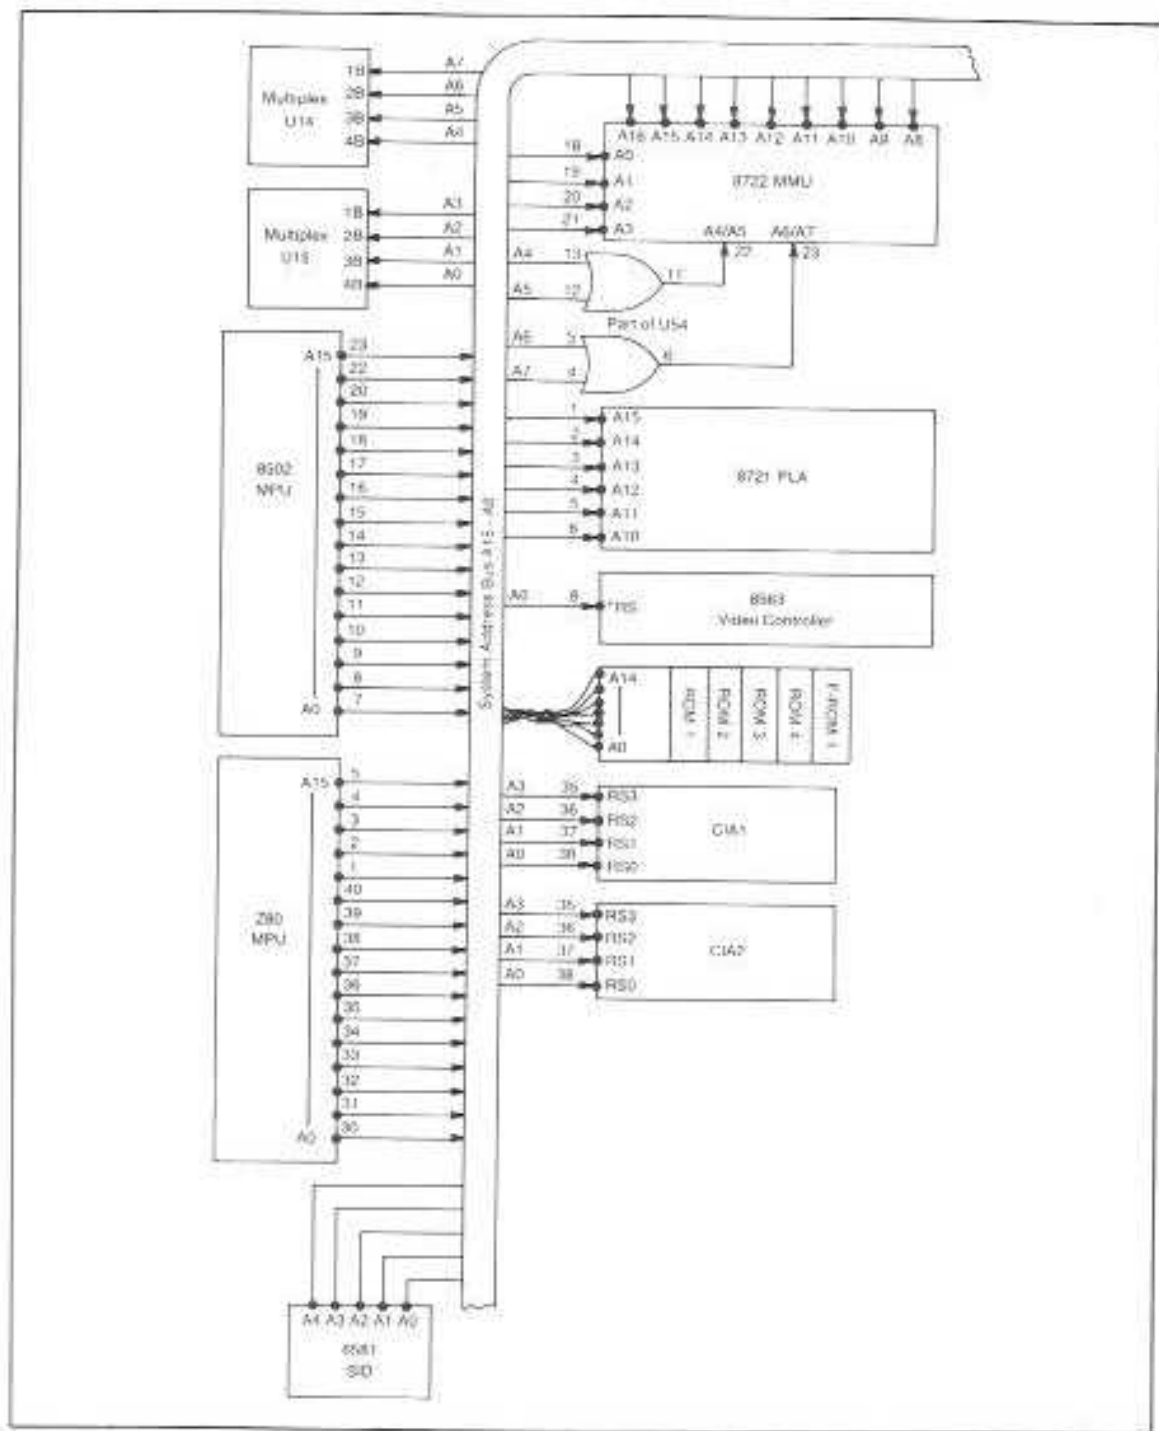 Multiplex
U14
1B
2B
3B
4B
A7
A6
A5
A4
Multiplex
1B
2B
3B
4B
A3
A2
A1
A0
A15
A14
A13
A12
A11
A10
A9
A8
8722 MMU
18
A0
19
A1
20
A2
21
A3
A4/A5
22
A6/A7
23
A4
13
A5
12
11
Part of U54
A6
5
A7
4
6
8502
MPU
A15
A0
23
22
20
19
18
17
16
15
14
13
12
11
10
9
8
7
System Address Bus A15 - A0
1
A15
2
A14
3
A13
4
A12
5
A11
6
A10
8721 PLA
A0
8
*RS
8563
Video Controller
A14
A0
ROM 1
ROM 2
ROM 3
ROM 4
Z80
MPU
A15
A0
5
4
3
2
1
40
39
38
37
36
35
34
33
32
31
30
A3
35
RS3
A2
36
RS2
A1
37
RS1
A0
38
RS0
CIA1
A3
35
RS3
A2
36
RS2
A1
37
RS1
A0
38
RS0
CIA2
A4 A3 A2 A1 A0
6581
SID